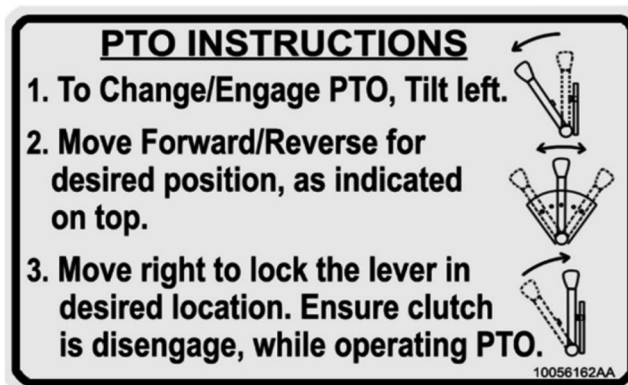 PTO INSTRUCTIONS
1. To Change/Engage PTO, Tilt left.
2. Move Forward/Reverse for
desired position, as indicated
on top.
3. Move right to lock the lever in
desired location. Ensure clutch
is disengage, while operating PTO.
10056162AA